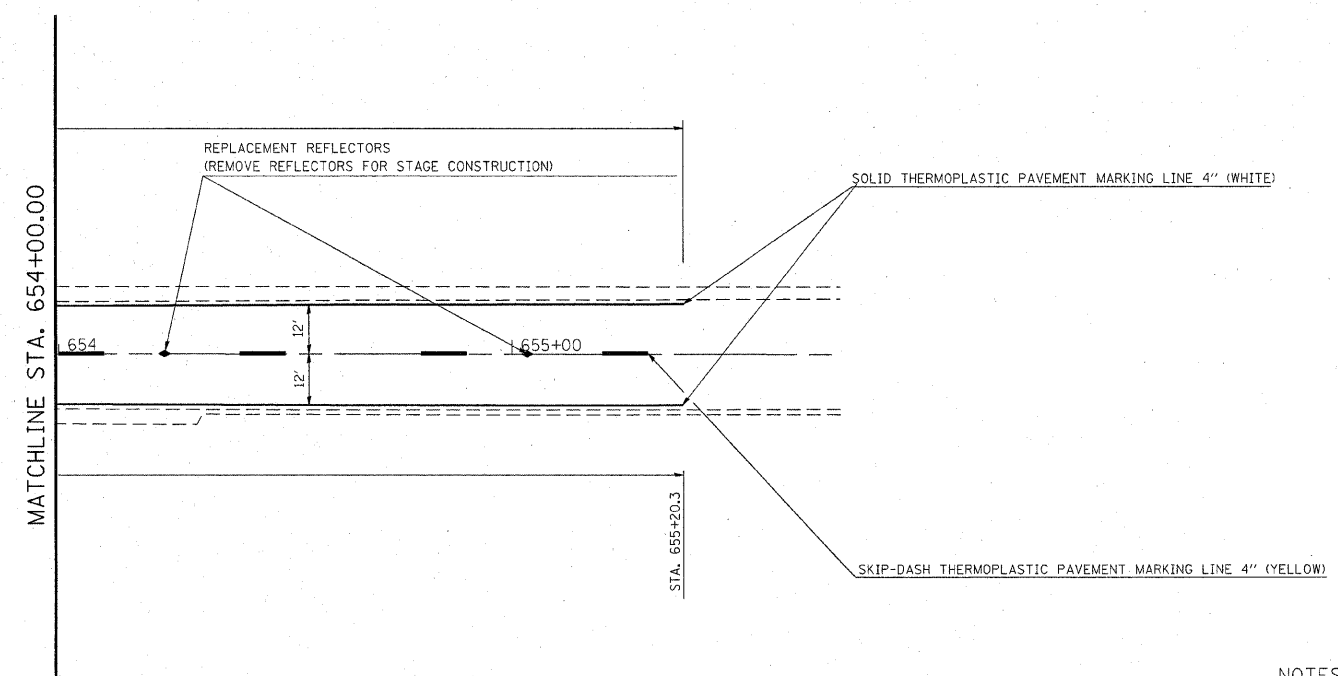 REPLACEMENT REFLECTORS
(REMOVE REFLECTORS FOR STAGE CONSTRUCTION)
SOLID THERMOPLASTIC PAVEMENT MARKING LINE 4" (WHITE)
MATCHLINE STA. 654+00.00
12'
654
655+00
12'
STA. 655+20.3
SKIP-DASH THERMOPLASTIC PAVEMENT MARKING LINE 4" (YELLOW)
NOTES